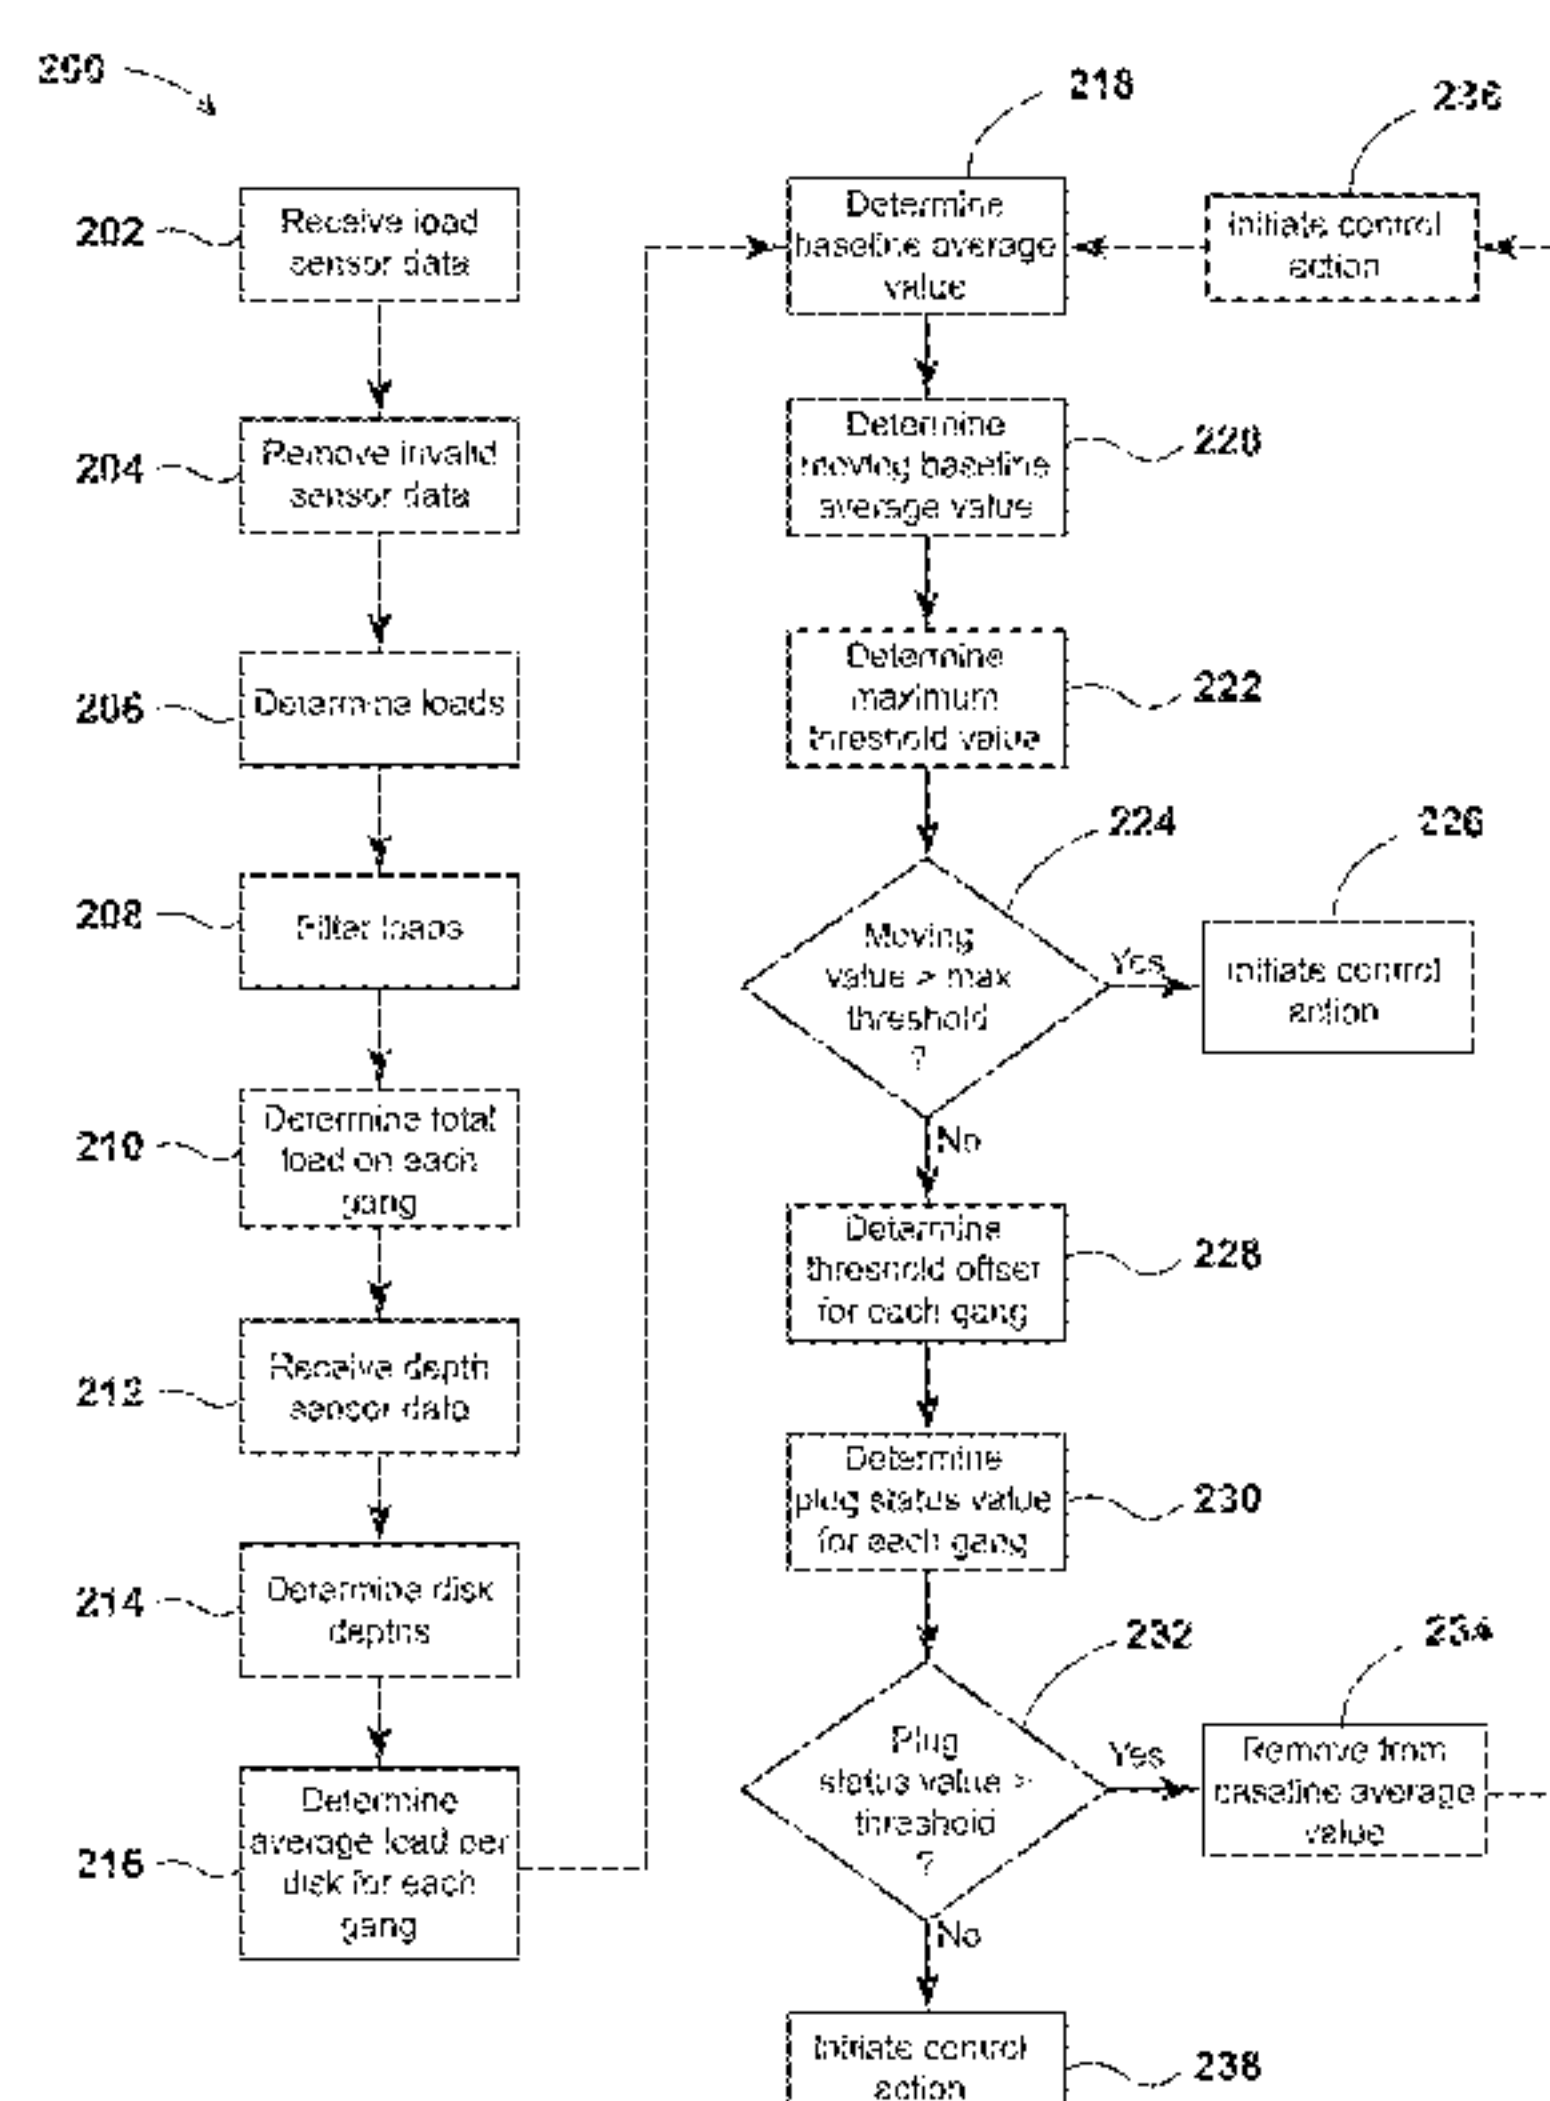 200
202
Receive load
sensor data
204
Remove invalid
sensor data
206
Determine loads
208
Filter loads
210
Determine total
load on each
gang
212
Receive depth
sensor data
214
Determine disk
depths
216
Determine
average load per
disk for each
gang
218
Determine
baseline average
value
236
Initiate control
action
220
Determine
moving baseline
average value
222
Determine
maximum
threshold value
224
Moving
value > max
threshold
?
Yes
226
Initiate control
action
No
228
Determine
threshold offset
for each gang
230
Determine
plug status value
for each gang
232
Plug
status value >
threshold
?
Yes
234
Remove from
baseline average
value
No
238
Initiate control
action